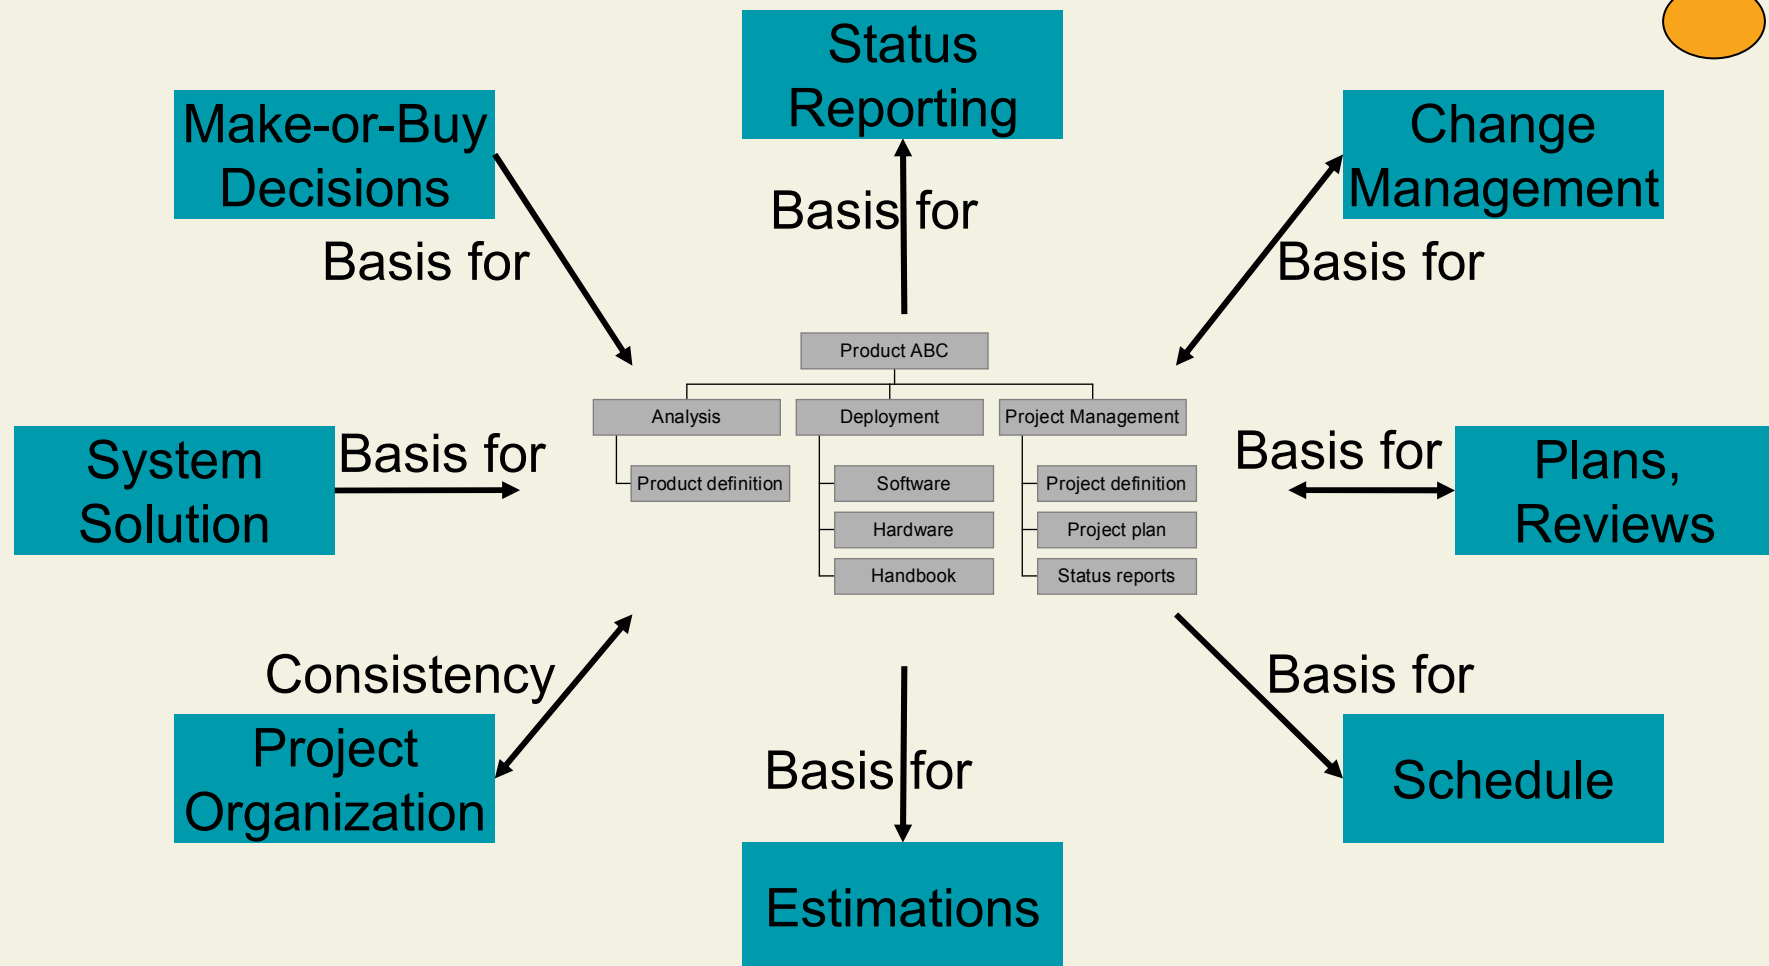 Status
Reporting
Make-or-Buy
Decisions
Change
Management
Basis for
Basis for
Basis for
Product ABC
Analysis
Deployment
Project Management
Product definition
Software
Project definition
Hardware
Project plan
Handbook
Status reports
System
Solution
Basis for
Basis for
Plans,
Reviews
Consistency
Basis for
Project
Organization
Basis for
Schedule
Estimations